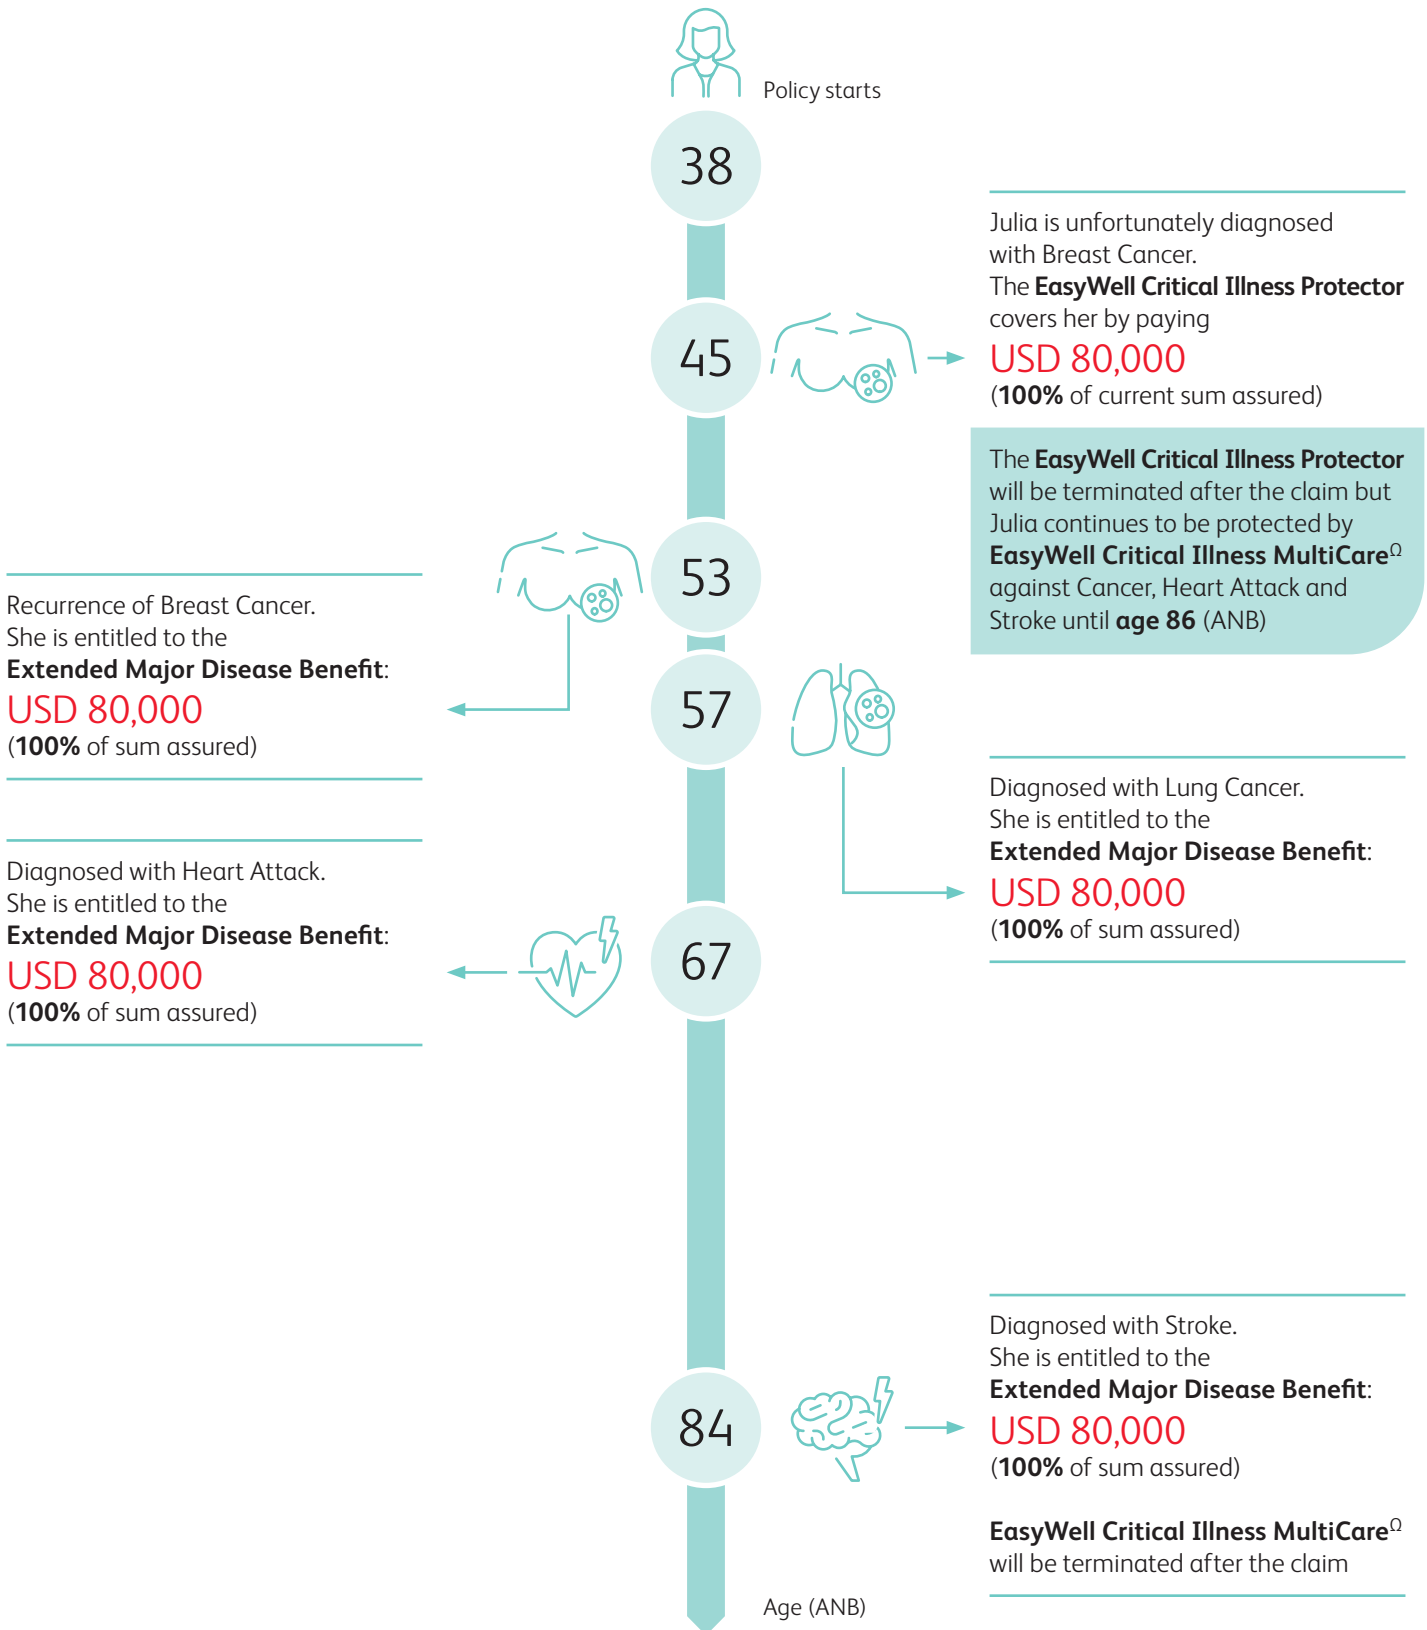 Policy starts
38
Julia is unfortunately diagnosed
with Breast Cancer.
The EasyWell Critical Illness Protector
covers her by paying
USD 80,000
(100% of current sum assured)
45
The EasyWell Critical Illness Protector
will be terminated after the claim but
Julia continues to be protected by
EasyWell Critical Illness MultiCareΩ
against Cancer, Heart Attack and
Stroke until age 86 (ANB)
53
Recurrence of Breast Cancer.
She is entitled to the
Extended Major Disease Benefit:
USD 80,000
(100% of sum assured)
57
Diagnosed with Lung Cancer.
She is entitled to the
Extended Major Disease Benefit:
USD 80,000
(100% of sum assured)
Diagnosed with Heart Attack.
She is entitled to the
Extended Major Disease Benefit:
USD 80,000
(100% of sum assured)
67
84
Diagnosed with Stroke.
She is entitled to the
Extended Major Disease Benefit:
USD 80,000
(100% of sum assured)
EasyWell Critical Illness MultiCareΩ
will be terminated after the claim
Age (ANB)